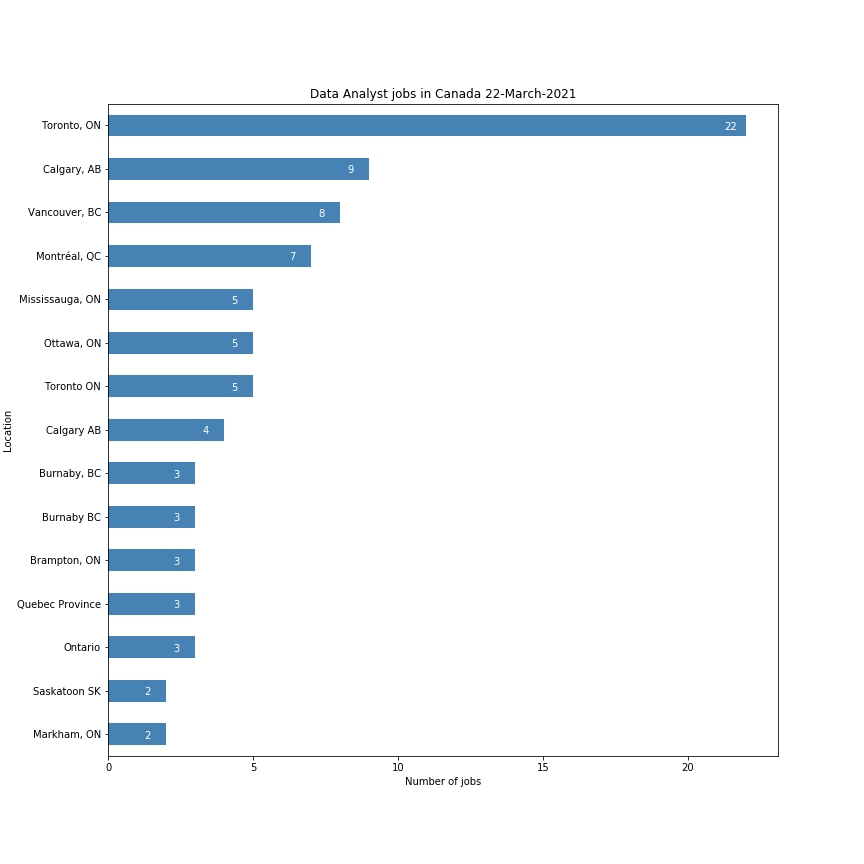 Data Analyst jobs in Canada 22-March-2021
Toronto, ON 22
Calgary, AB 9
Vancouver, BC 8
Montréal, QC 7
Mississauga, ON 5
Ottawa, ON 5
Toronto ON 5
Calgary AB 4
Burnaby, BC 3
Burnaby BC 3
Brampton, ON 3
Quebec Province 3
Ontario 3
Saskatoon SK 2
Markham, ON 2
Location
0 5 10 15 20
Number of jobs